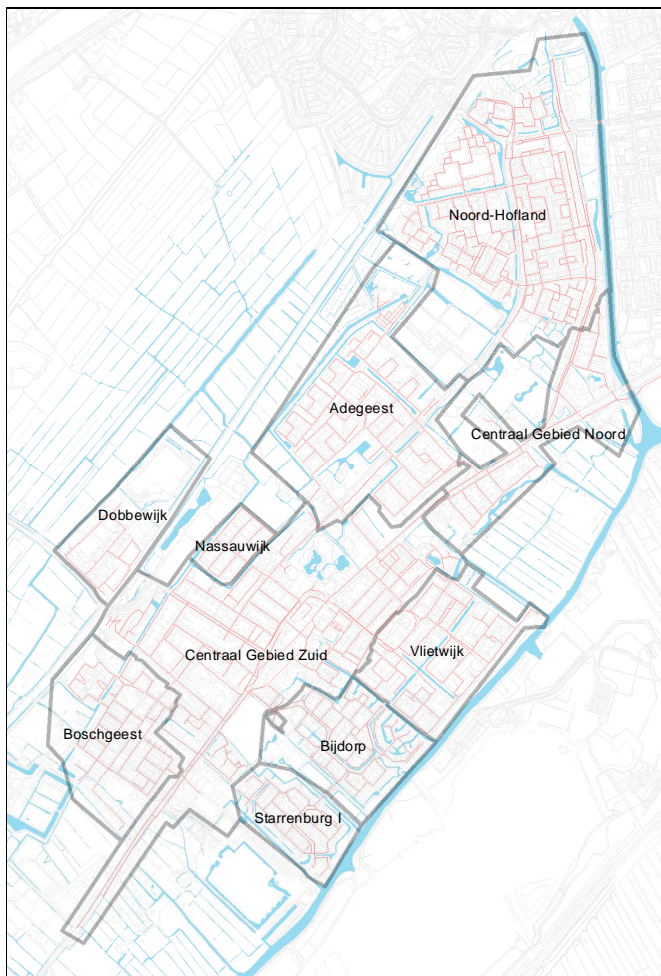 Noord-Hofland
Adegeest
Centraal Gebied Noord
Dobbewijk
Nassauwijk
Centraal Gebied Zuid
Vlietwijk
Boschgeest
Bijdorp
Starrenburg I